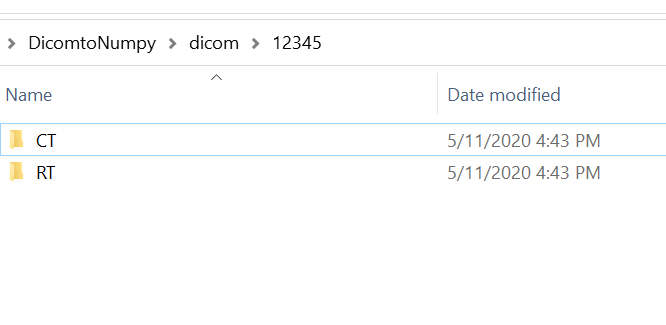 DicomtoNumpy dicom 12345
Name Date modified
CT 5/11/2020 4:43 PM
RT 5/11/2020 4:43 PM